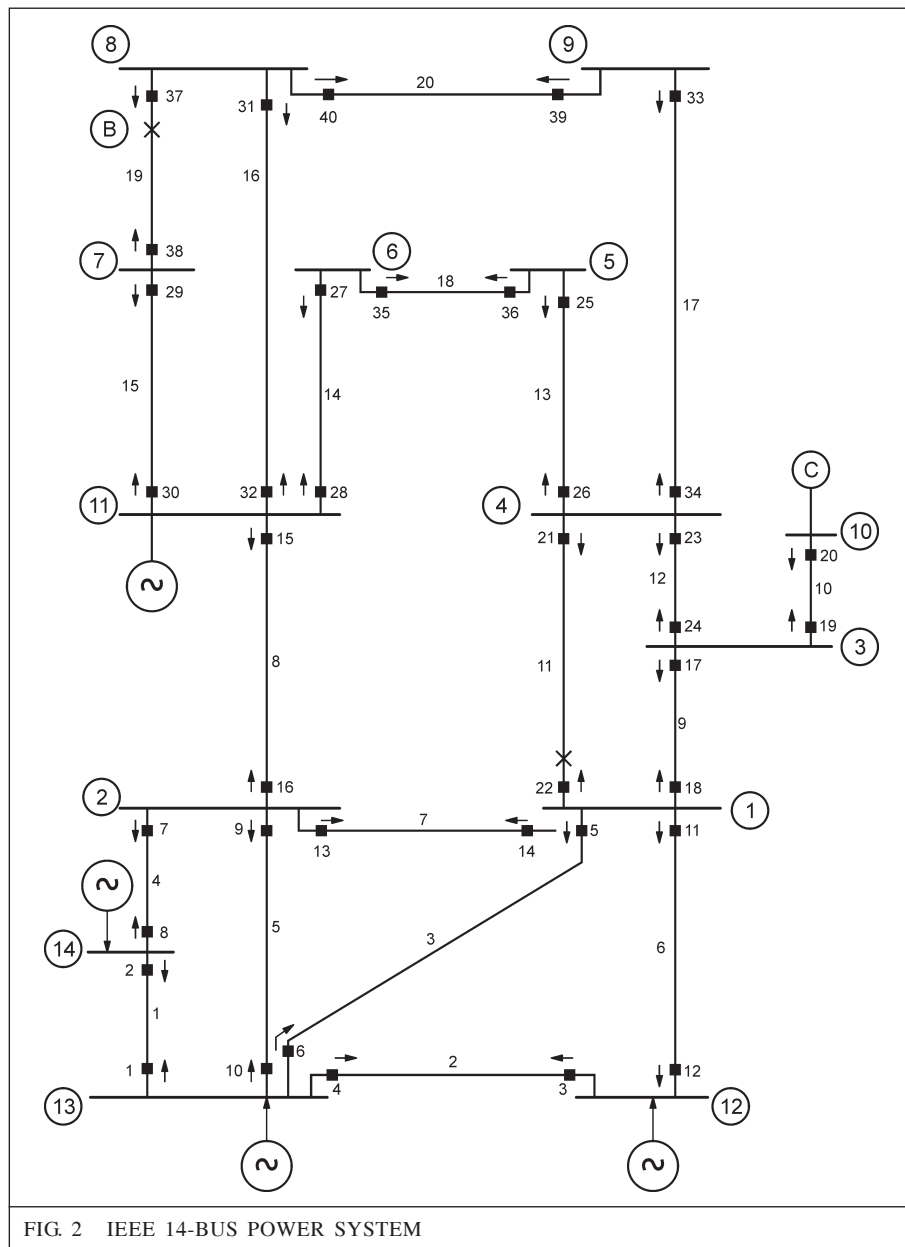 8 9
20
37 31 40 39 33
B
19 16
38
7 6 5
18
29 27 35 36 25
17
15 14 13
C
30 32 28 26 34
11 4 10
15 21 23 20
~ 12 10
24 19
3
17
8 11
9
16 22 18
2 1
7
7 9 13 14 5 11
~
4
8 5 3 6
14
2
1
6
1 10 2 12
4 3
13 12
~ ~
FIG. 2 IEEE 14-BUS POWER SYSTEM